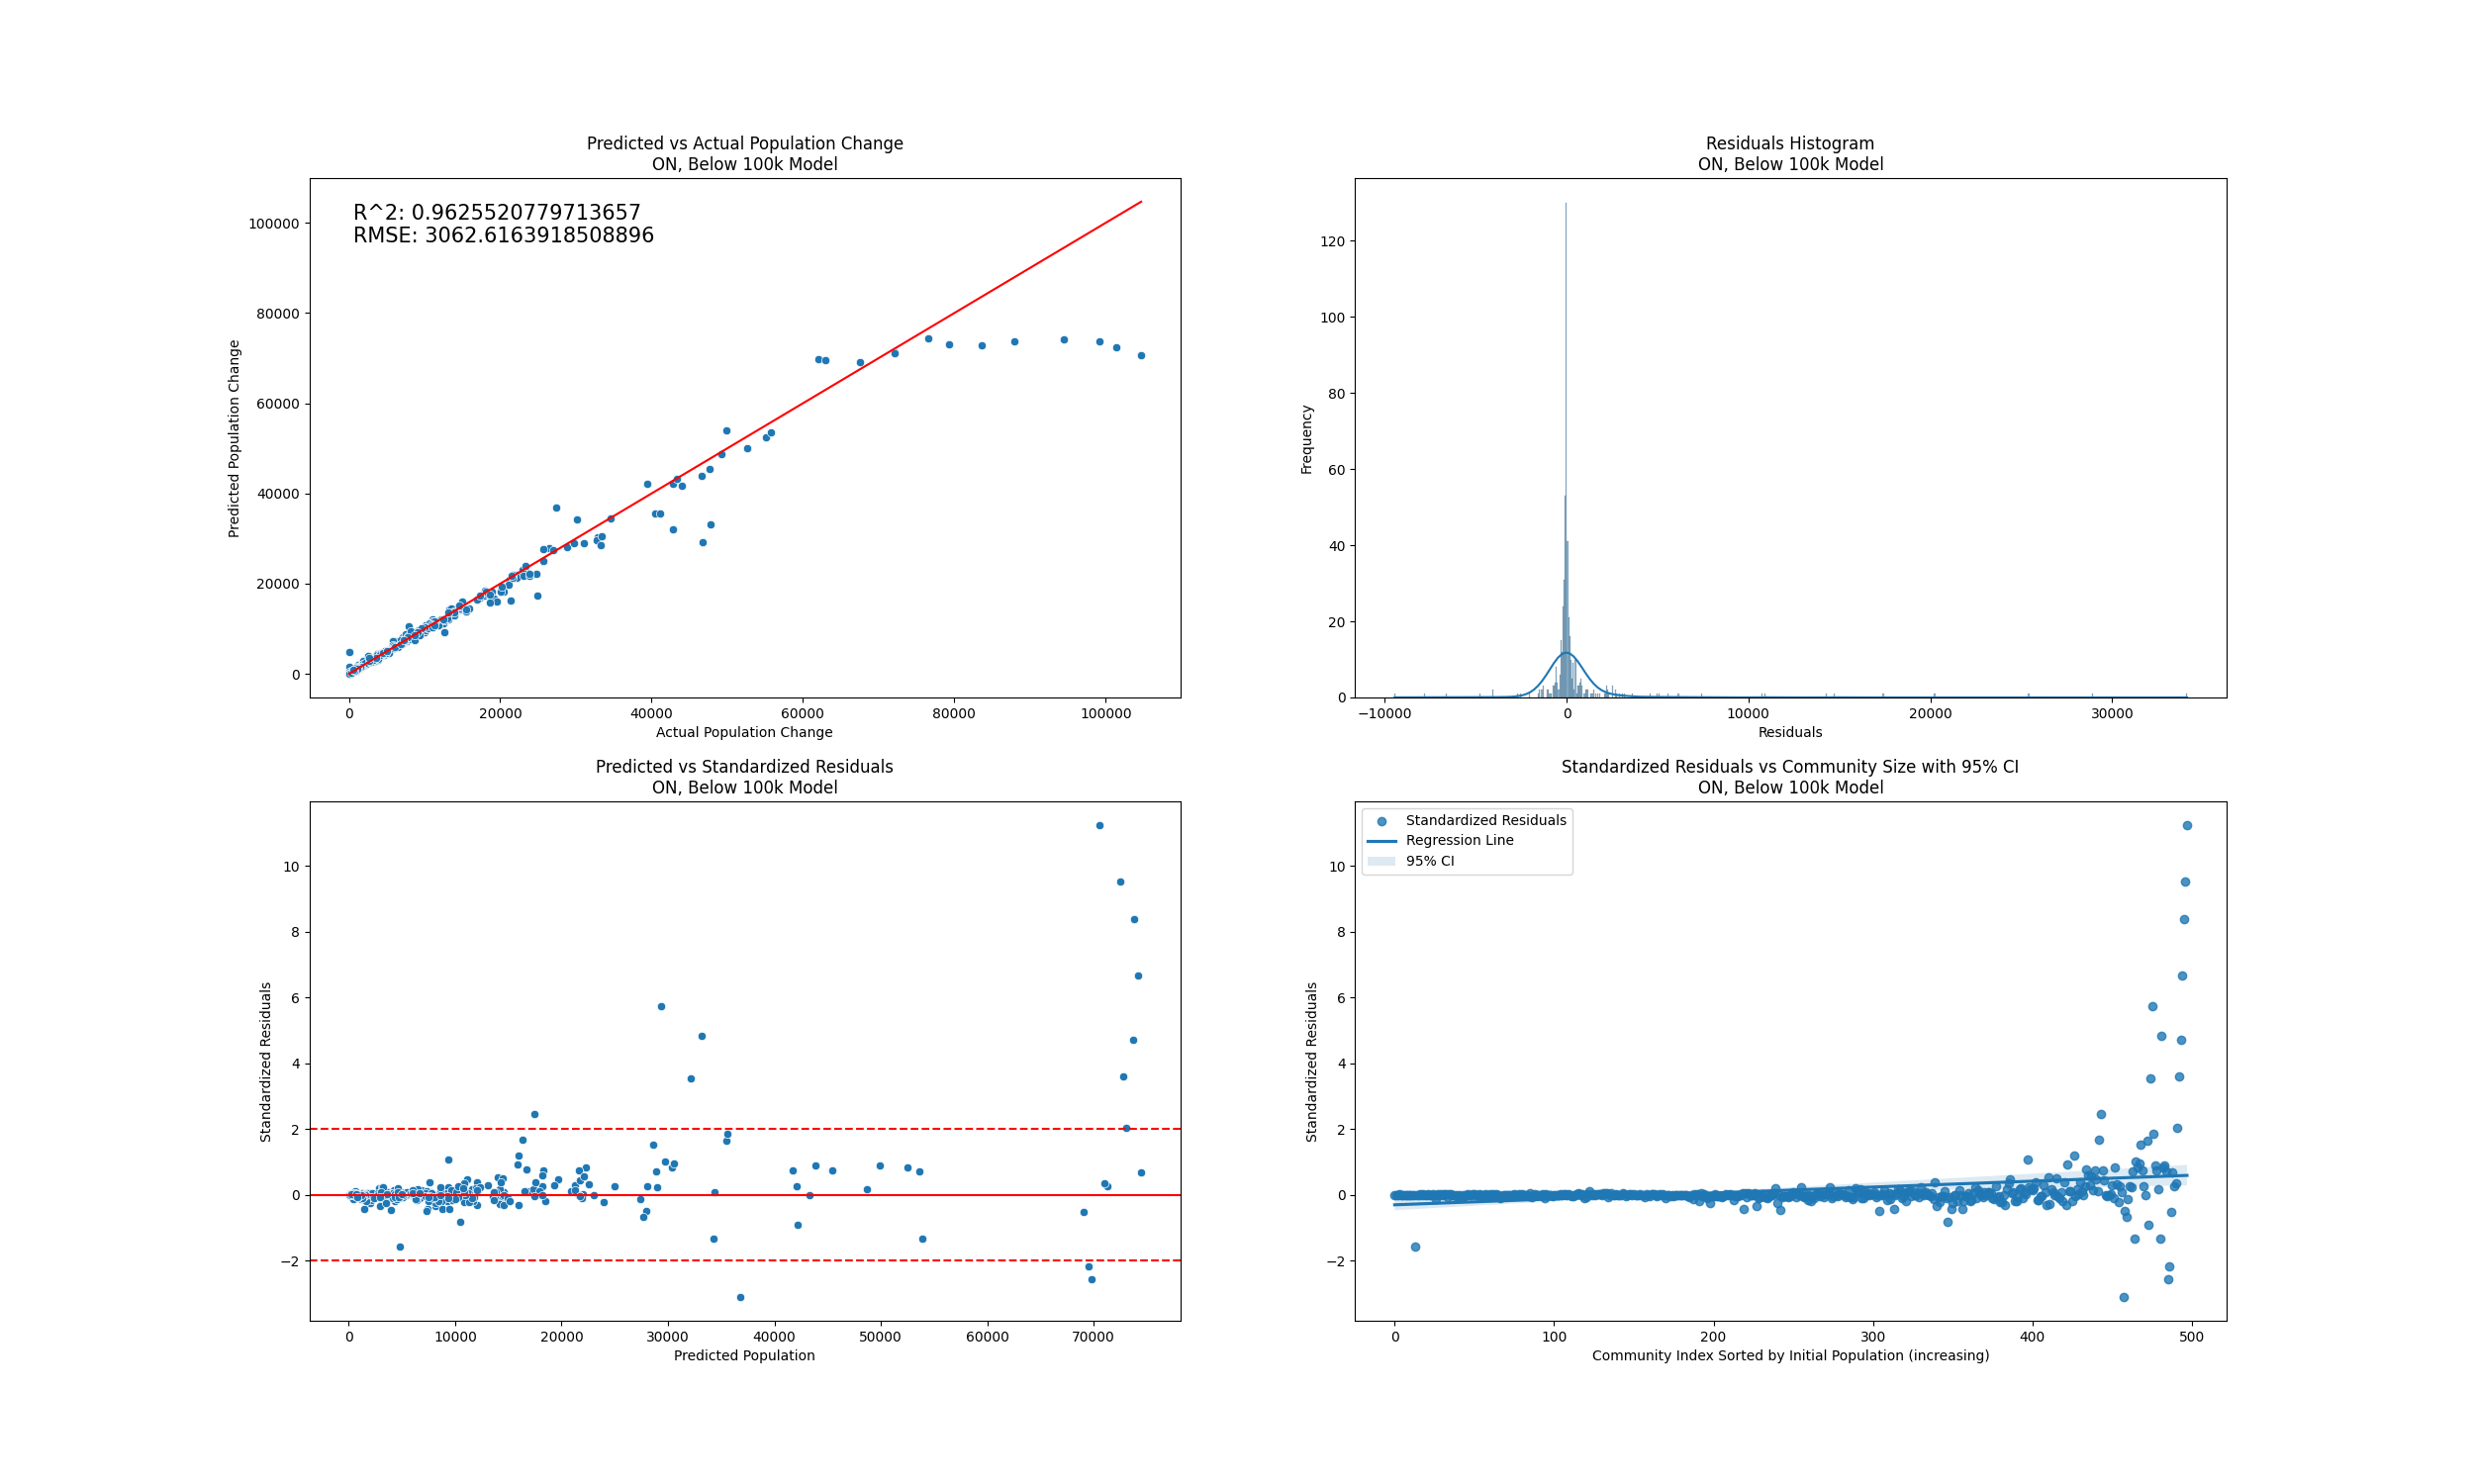 Predicted vs Actual Population Change
ON, Below 100k Model
R^2: 0.9625520779713657
RMSE: 3062.6163918508896
100000
80000
60000
40000
20000
0
Predicted Population Change
0 20000 40000 60000 80000 100000
Actual Population Change
Residuals Histogram
ON, Below 100k Model
120
100
80
60
40
20
0
Frequency
−10000 0 10000 20000 30000
Residuals
Predicted vs Standardized Residuals
ON, Below 100k Model
10
8
6
4
2
0
−2
Standardized Residuals
0 10000 20000 30000 40000 50000 60000 70000
Predicted Population
Standardized Residuals vs Community Size with 95% CI
ON, Below 100k Model
Standardized Residuals
Regression Line
95% CI
10
8
6
4
2
0
−2
Standardized Residuals
0 100 200 300 400 500
Community Index Sorted by Initial Population (increasing)